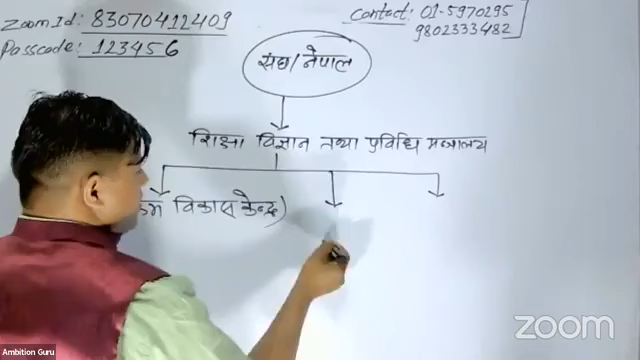 Zoom Id: 83070412409
Passcode: 123456
Contact: 01-5970295
9802333482
संघ/नेपाल
शिक्षा विज्ञान तथा प्रविधि मन्त्रालय
विकास केन्द्र)
Ambition Guru
zoom